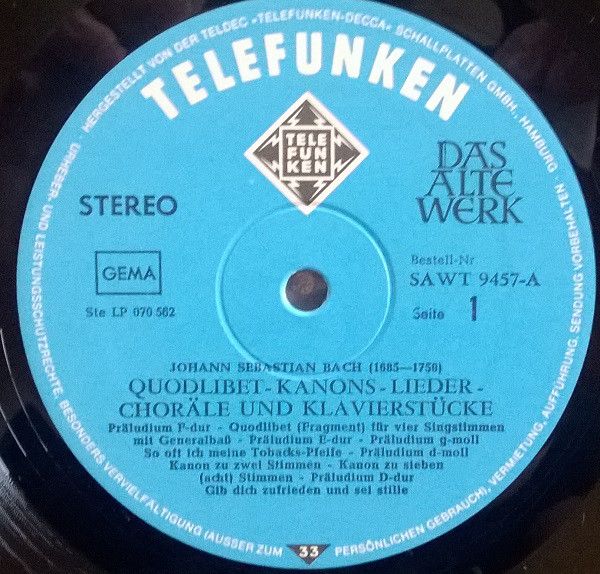 HERGESTELLT VON DER TELDEC »TELEFUNKEN-DECCA« SCHALLPLATTEN GMBH., HAMBURG
URHEBER- UND LEISTUNGSSCHUTZRECHTE, BESONDERS VERVIELFÄLTIGUNG (AUSSER ZUM PERSÖNLICHEN GEBRAUCH), VERMIETUNG, AUFFÜHRUNG, SENDUNG VORBEHALTEN
TELEFUNKEN
TELE
FUN
KEN
DAS
ALTE
WERK
STEREO
GEMA
Ste LP 070 562
Bestell-Nr
SAWT 9457-A
Seite 1
JOHANN SEBASTIAN BACH (1685—1750)
QUODLIBET - KANONS - LIEDER -
CHORÄLE UND KLAVIERSTÜCKE
Präludium F-dur - Quodlibet (Fragment) für vier Singstimmen
mit Generalbaß - Präludium E-dur - Präludium g-moll
So oft ich meine Tobacks-Pfeife - Präludium d-moll
Kanon zu zwei Stimmen - Kanon zu sieben
(acht) Stimmen - Präludium D-dur
Gib dich zufrieden und sei stille
33